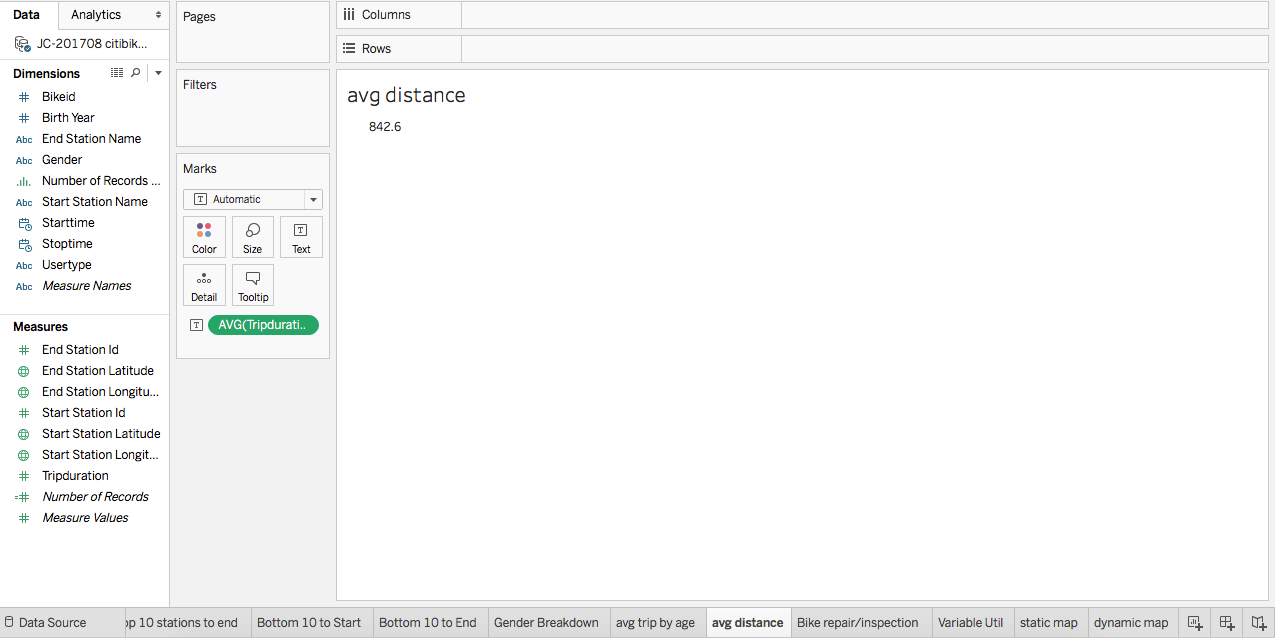 Data
Analytics
JC-201708 citibik...
Dimensions
# Bikeid
# Birth Year
Abc End Station Name
Abc Gender
Number of Records ...
Abc Start Station Name
Starttime
Stoptime
Abc Usertype
Abc Measure Names
Measures
# End Station Id
End Station Latitude
End Station Longitu...
# Start Station Id
Start Station Latitude
Start Station Longit...
# Tripduration
=# Number of Records
# Measure Values
Pages
Filters
Marks
T Automatic
Color
Size
T Text
Detail
Tooltip
T AVG(Tripdurati..
Columns
Rows
avg distance
842.6
Data Source
op 10 stations to end
Bottom 10 to Start
Bottom 10 to End
Gender Breakdown
avg trip by age
avg distance
Bike repair/inspection
Variable Util
static map
dynamic map